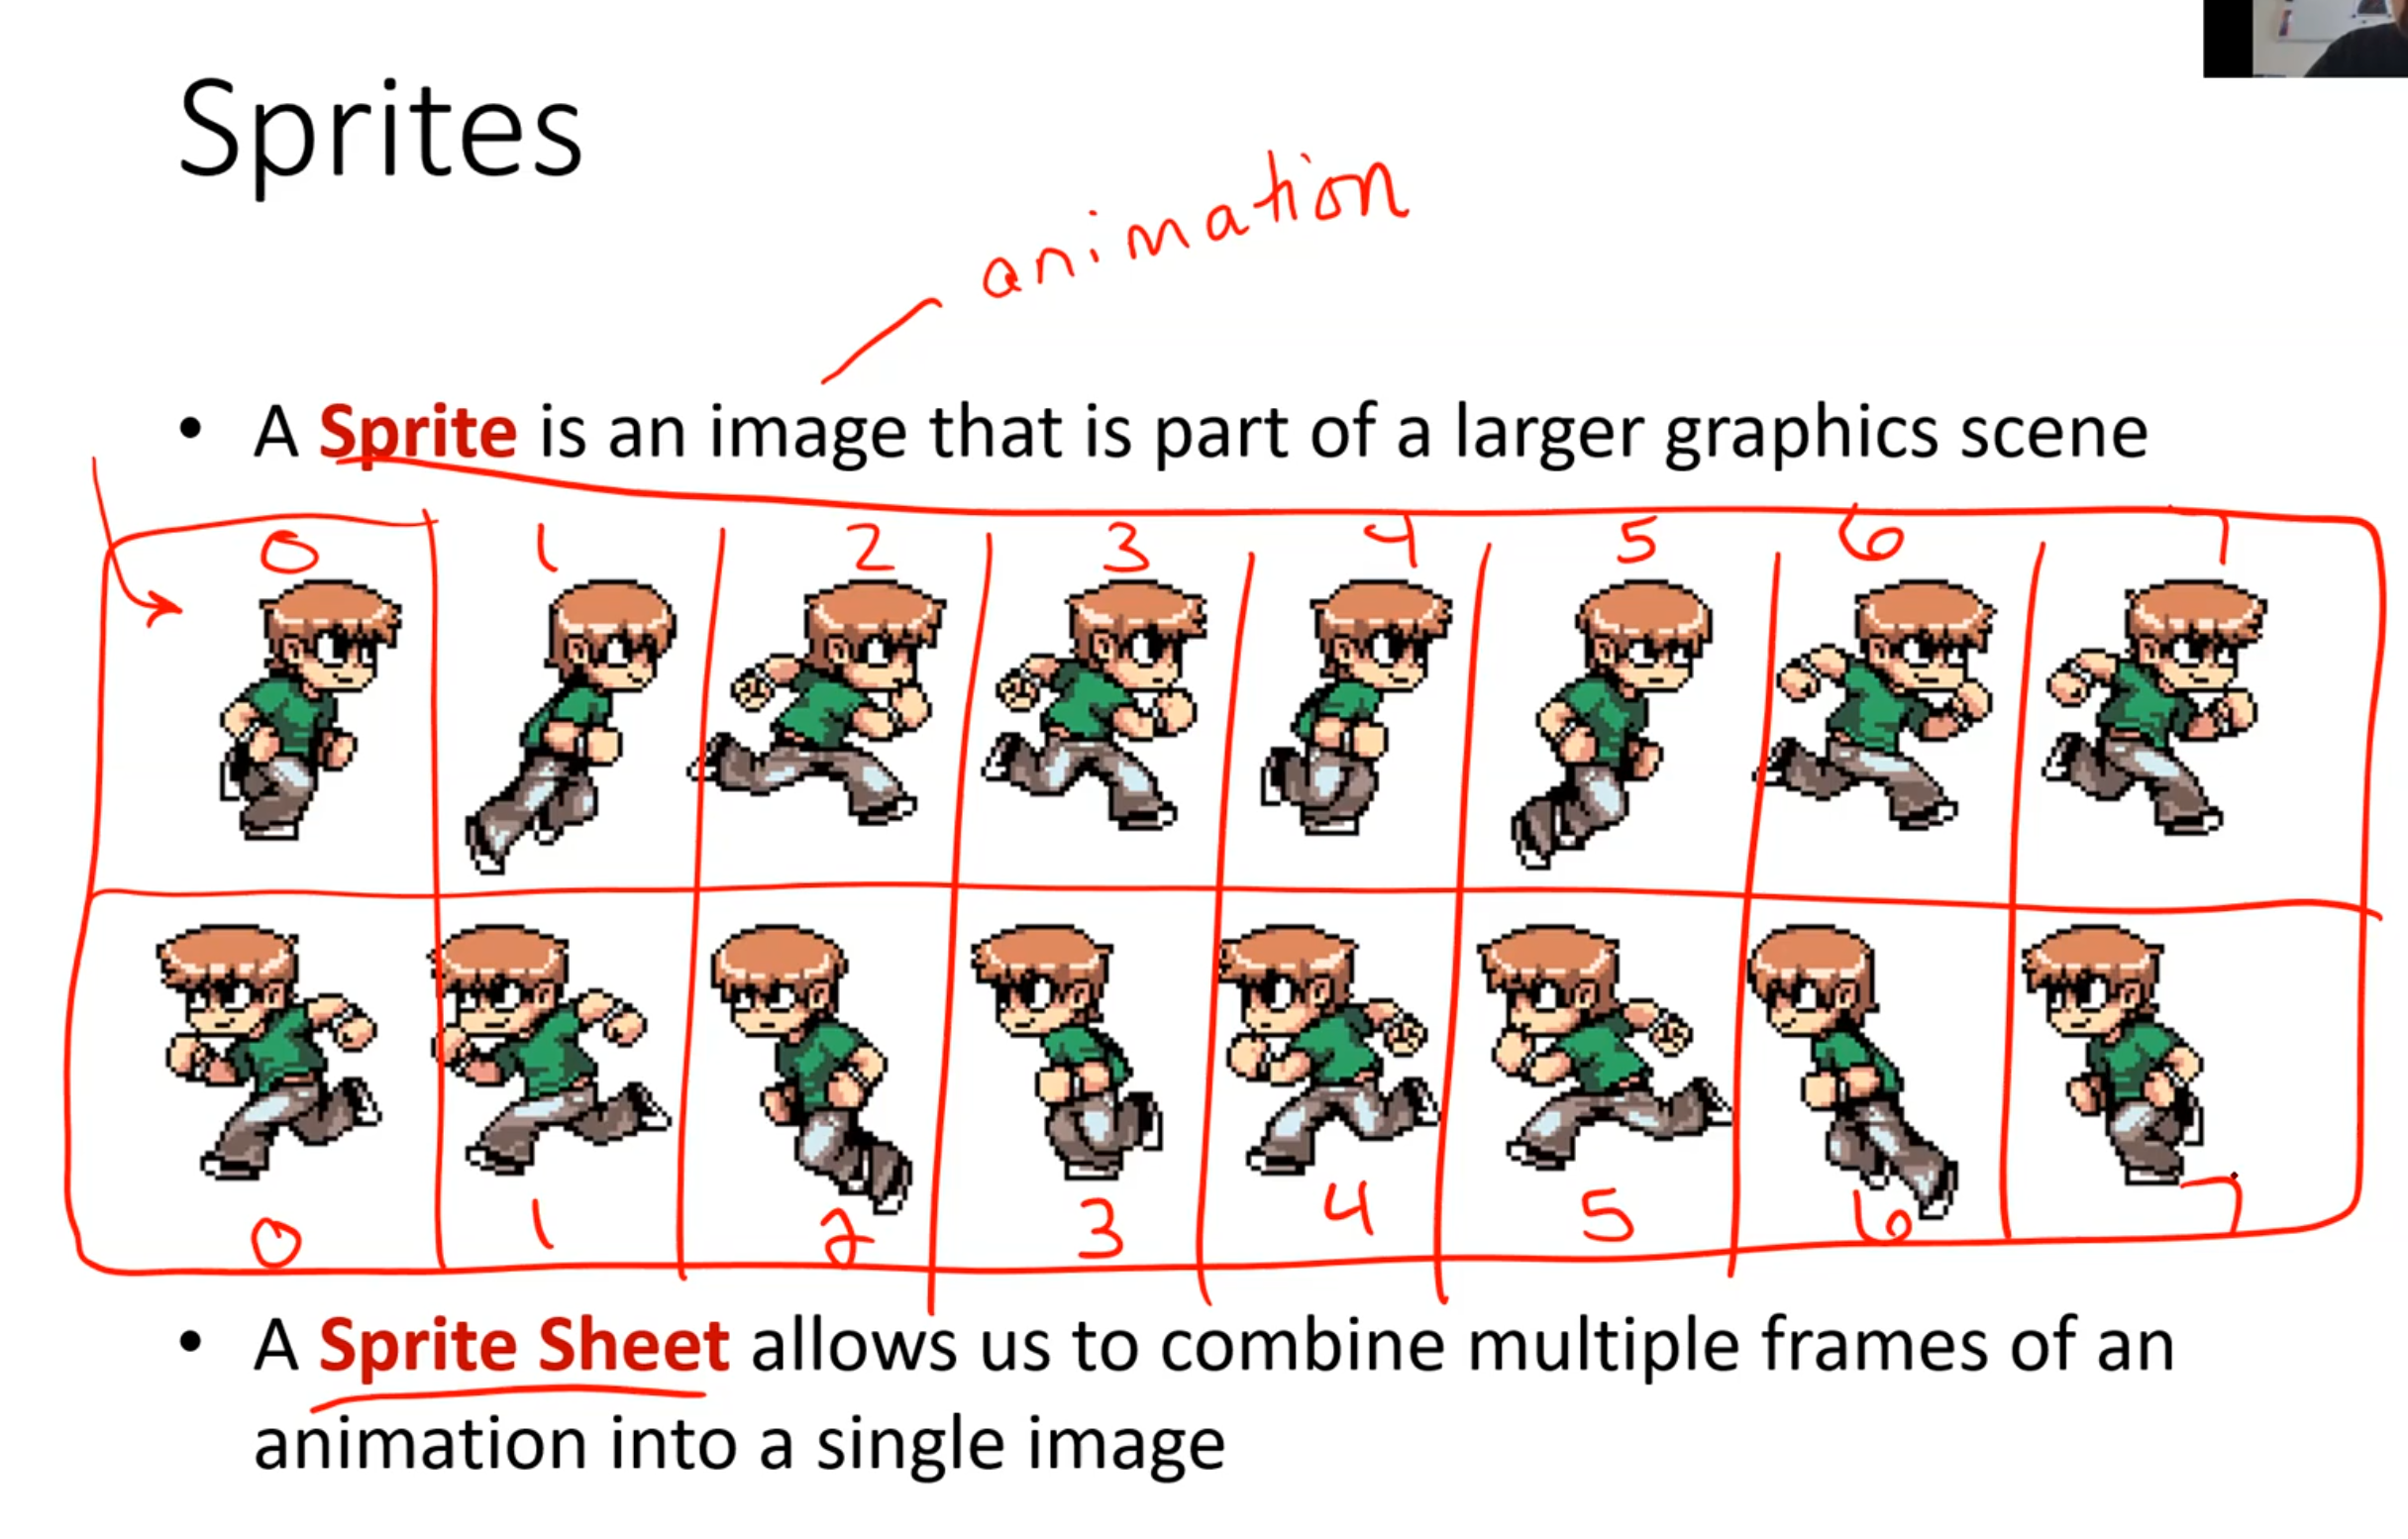 Sprites
animation
• A Sprite is an image that is part of a larger graphics scene
0 1 2 3 4 5 6 7
0 1 2 3 4 5 6 7
• A Sprite Sheet allows us to combine multiple frames of an
animation into a single image